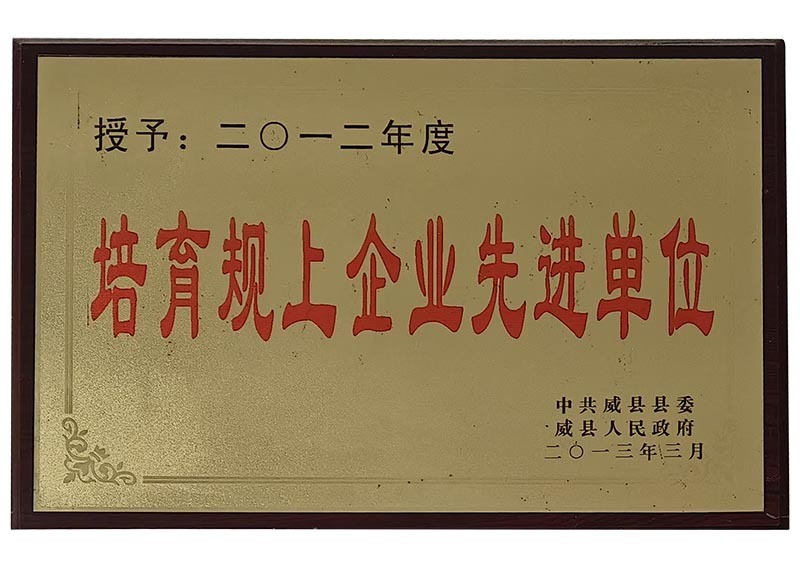 授予：二〇一二年度
培育规上企业先进单位
中共威县县委
威县人民政府
二〇一三年三月